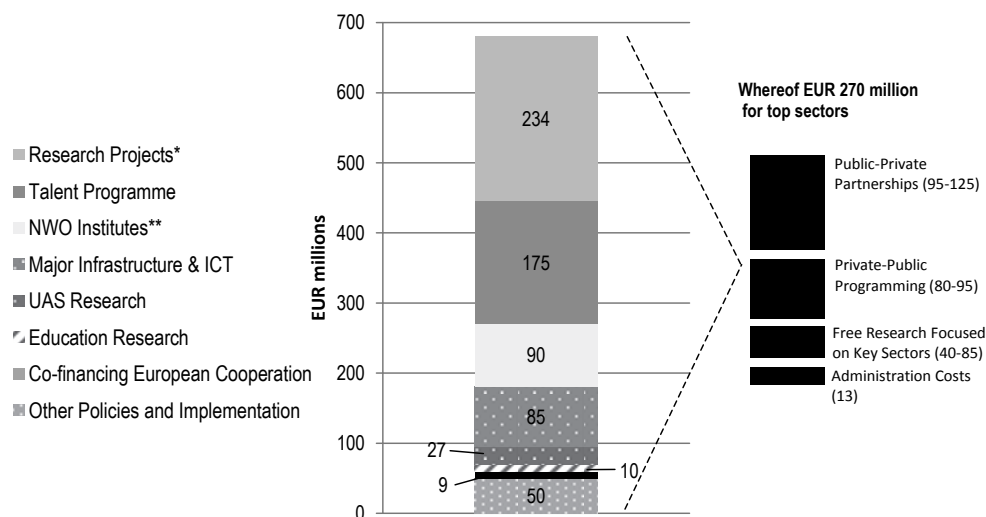 Research Projects*
Talent Programme
NWO Institutes**
Major Infrastructure & ICT
UAS Research
Education Research
Co-financing European Cooperation
Other Policies and Implementation
EUR millions
700
600
500
400
300
200
100
0
234
175
90
85
27
10
9
50
Whereof EUR 270 million
for top sectors
Public-Private
Partnerships (95-125)
Private-Public
Programming (80-95)
Free Research Focused
on Key Sectors (40-85)
Administration Costs
(13)